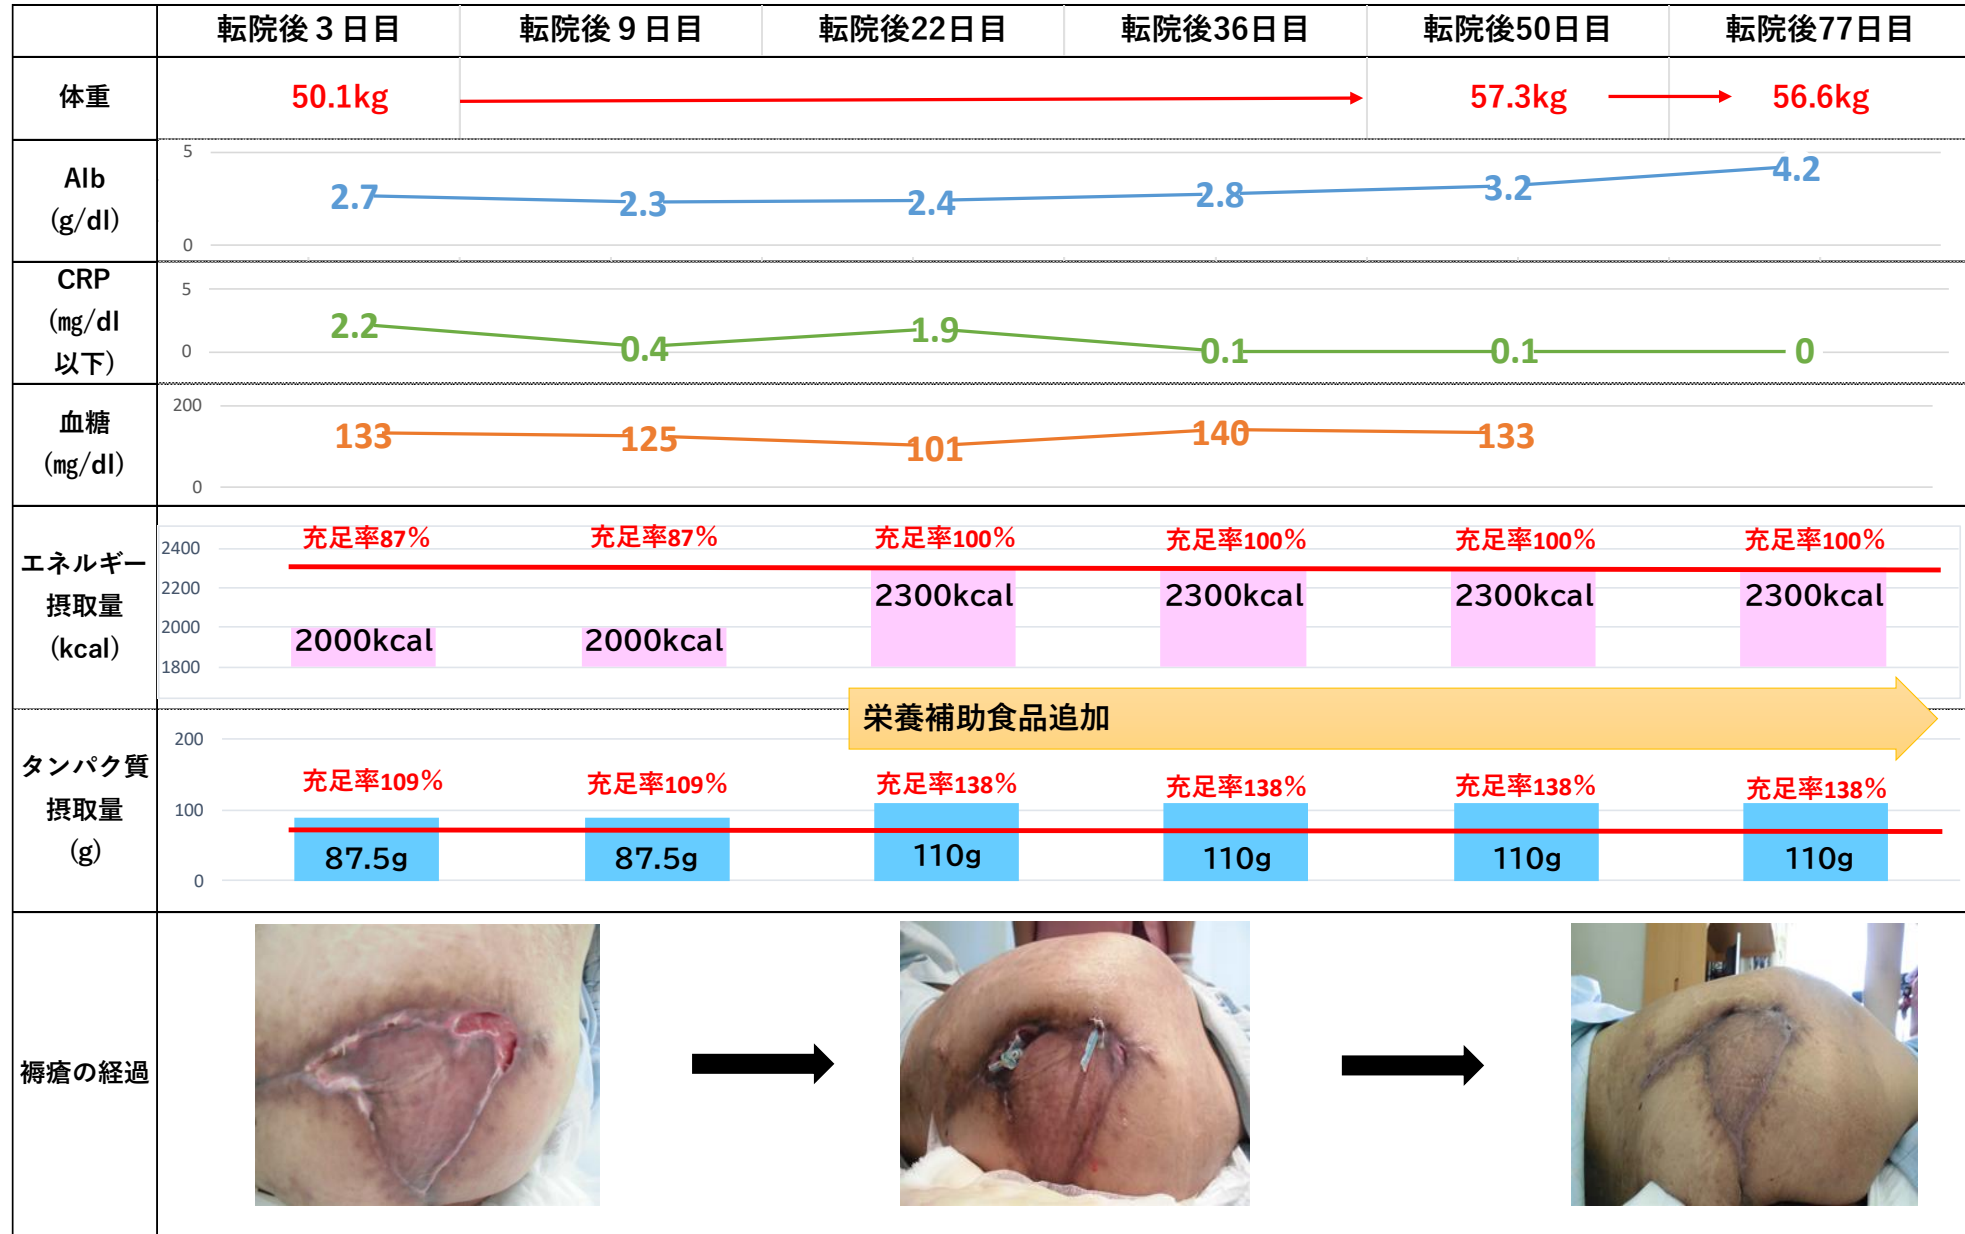 転院後３日目
転院後９日目
転院後22日目
転院後36日目
転院後50日目
転院後77日目
体重
50.1kg
57.3kg
56.6kg
Alb
(g/dl)
5
0
2.7
2.3
2.4
2.8
3.2
4.2
CRP
(㎎/dl
以下)
5
0
2.2
0.4
1.9
0.1
0.1
0
血糖
(㎎/dl)
200
0
133
125
101
140
133
エネルギー
摂取量
(kcal)
2400
2200
2000
1800
充足率87％
充足率87％
充足率100％
充足率100％
充足率100％
充足率100％
2000kcal
2000kcal
2300kcal
2300kcal
2300kcal
2300kcal
栄養補助食品追加
タンパク質
摂取量
(g)
200
100
0
充足率109％
充足率109％
充足率138％
充足率138％
充足率138％
充足率138％
87.5g
87.5g
110g
110g
110g
110g
褥瘡の経過